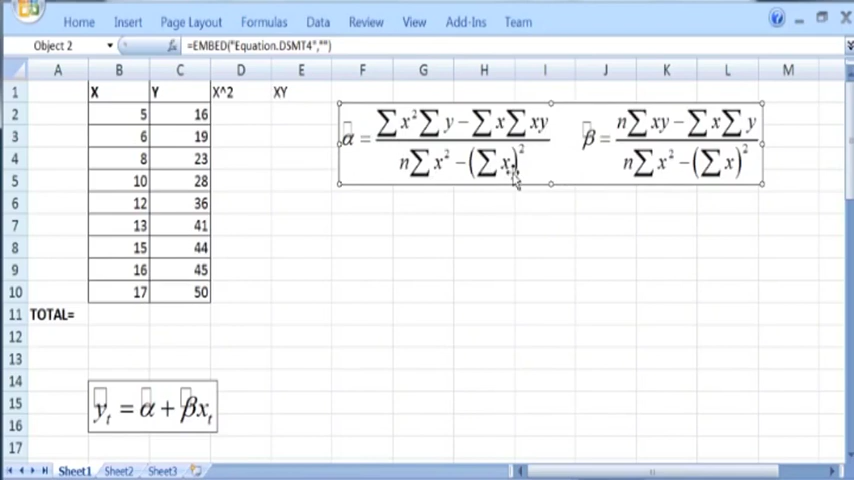 Home Insert Page Layout Formulas Data Review View Add-Ins Team
Object 2 fx =EMBED("Equation.DSMT4","")
A B C D E F G H I J K L M
1 X Y X^2 XY
2 5 16
3 6 19
4 8 23
5 10 28
6 12 36
7 13 41
8 15 44
9 16 45
10 17 50
11 TOTAL=
12
13
14
15
16
17
α = (∑x²∑y − ∑x∑xy) / (n∑x² − (∑x)²) β = (n∑xy − ∑x∑y) / (n∑x² − (∑x)²)
yₜ = α + βxₜ
Sheet1 Sheet2 Sheet3